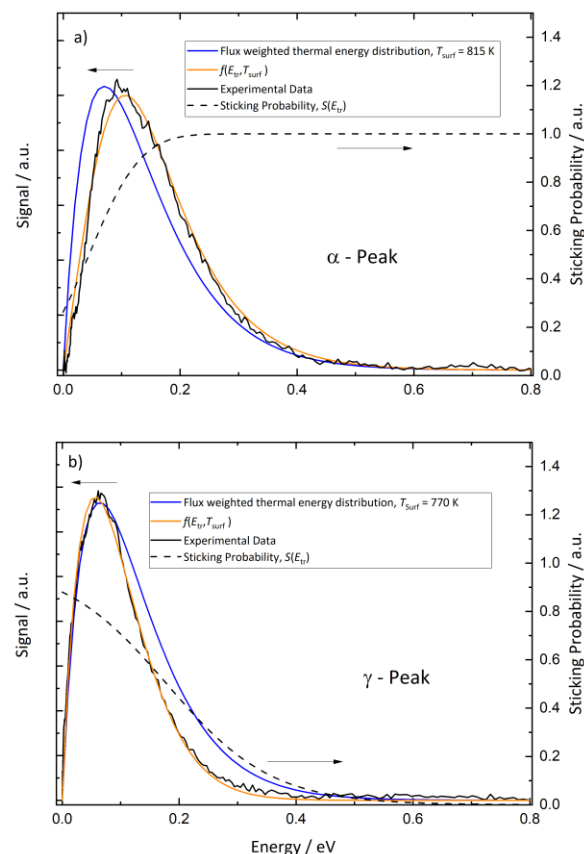 a)
Flux weighted thermal energy distribution, Tsurf = 815 K
f(Etr,Tsurf )
Experimental Data
Sticking Probability, S(Etr)
α - Peak
Signal / a.u.
Sticking Probability / a.u.
1.4
1.2
1.0
0.8
0.6
0.4
0.2
0.0
0.0 0.2 0.4 0.6 0.8
b)
Flux weighted thermal energy distribution, Tsurf = 770 K
f(Etr,Tsurf )
Experimental Data
Sticking Probability, S(Etr)
γ - Peak
Signal / a.u.
Sticking Probability / a.u.
1.4
1.2
1.0
0.8
0.6
0.4
0.2
0.0
0.0 0.2 0.4 0.6 0.8
Energy / eV